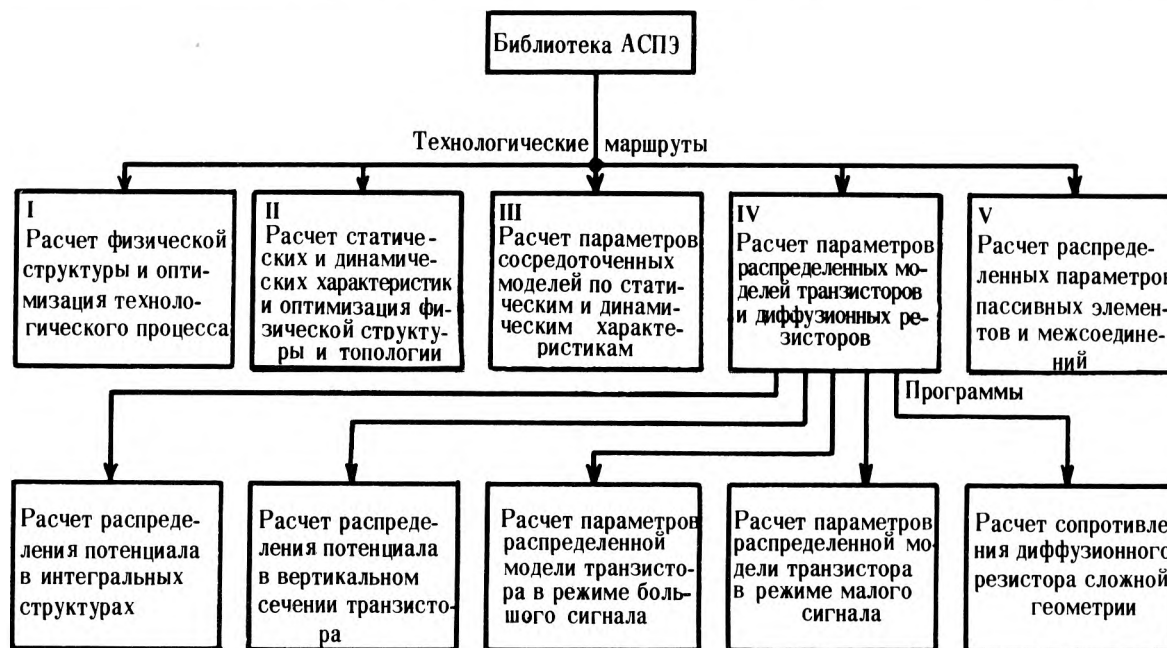 Библиотека АСПЭ
Технологические маршруты
I
Расчет физической
структуры и опти-
мизация техноло-
гического процесса
II
Расчет статиче-
ских и динамичес-
ских характеристик
и оптимизация фи-
зической структу-
ры и топологии
III
Расчет параметров
сосредоточенных
моделей по стати-
ческим и динами-
ческим характе-
ристикам
IV
Расчет параметров
распределенных мо-
делей транзисторов
и диффузионных ре-
зисторов
V
Расчет распреде-
ленных параметров
пассивных элемен-
тов и межсоедине-
ний
Программы
Расчет распреде-
ления потенциала
в интегральных
структурах
Расчет распреде-
ления потенциала
в вертикальном
сечении транзисто-
ра
Расчет параметров
распределенной
модели транзисто-
ра в режиме боль-
шого сигнала
Расчет параметров
распределенной мо-
дели транзистора
в режиме малого
сигнала
Расчет сопротивле
ния диффузионного
резистора сложной
геометрии